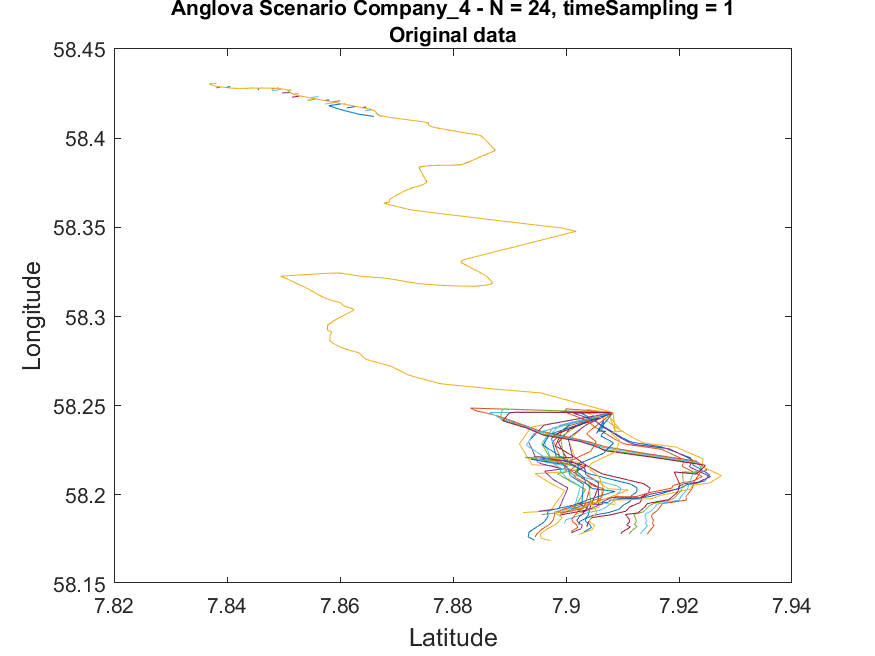 Anglova Scenario Company_4 - N = 24, timeSampling = 1
Original data
58.45
58.4
58.35
58.3
58.25
58.2
58.15
Longitude
7.82 7.84 7.86 7.88 7.9 7.92 7.94
Latitude